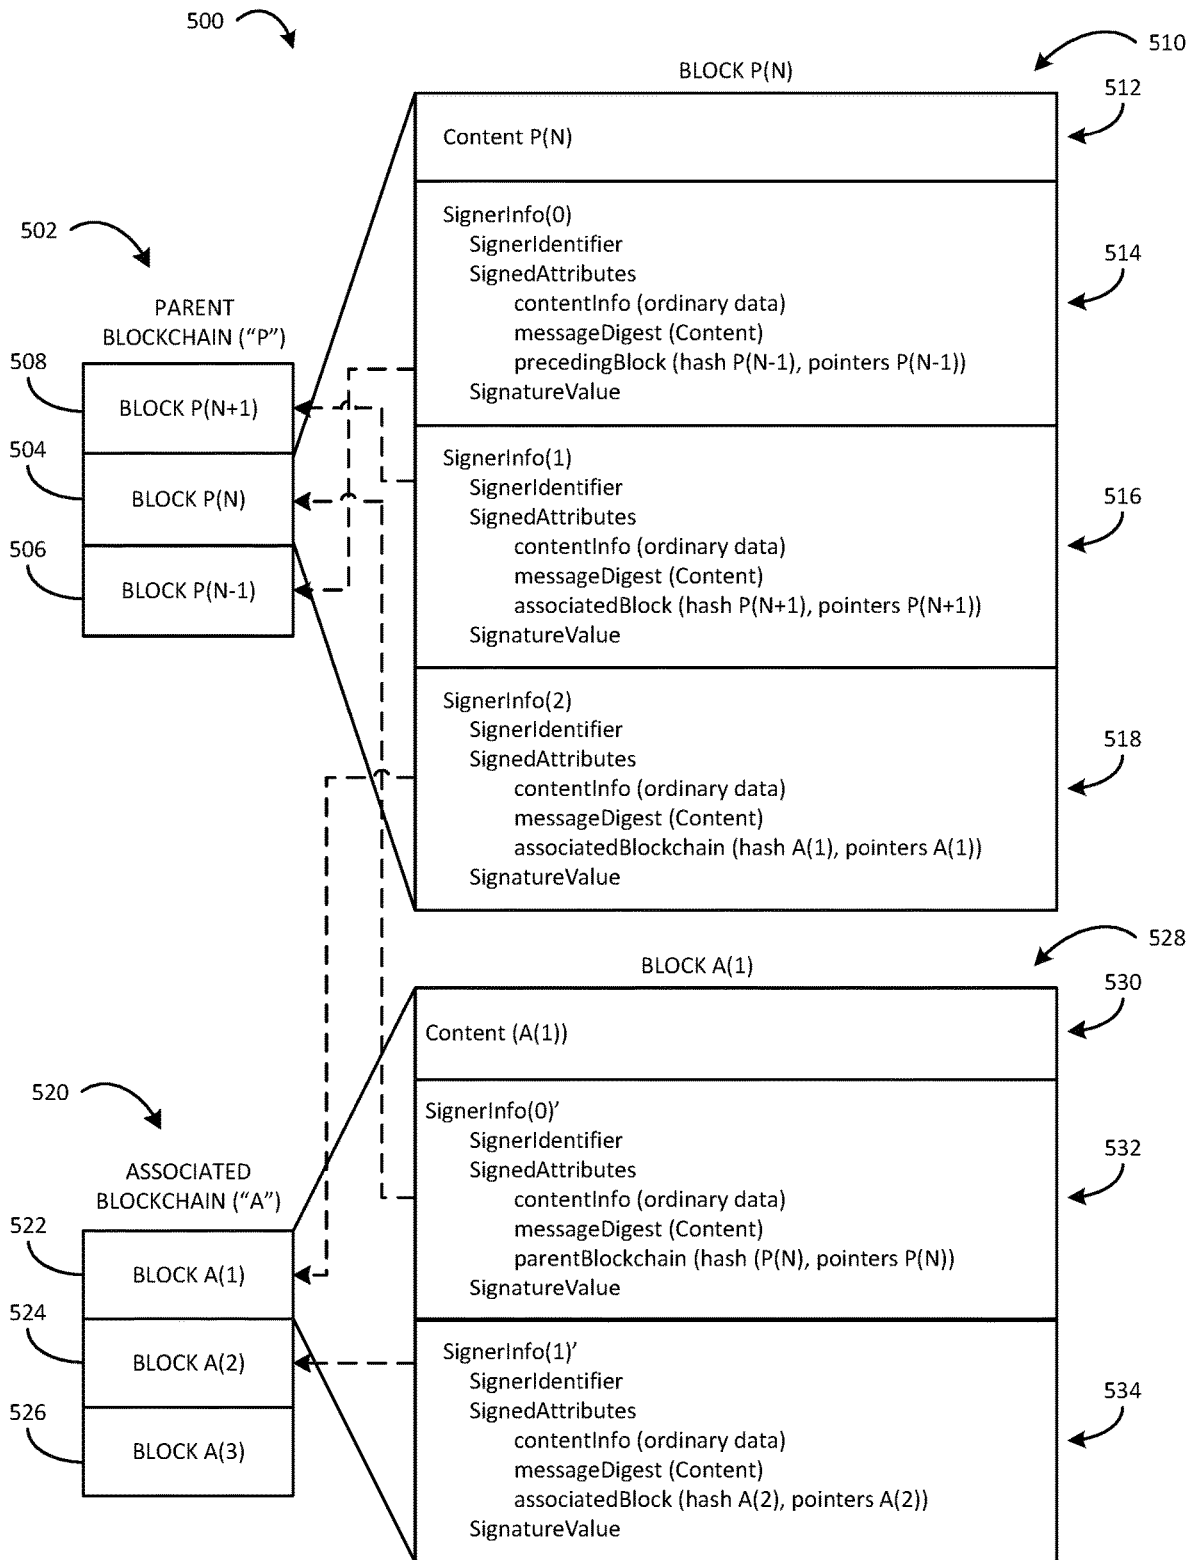 500
510
BLOCK P(N)
512
Content P(N)
SignerInfo(0)
SignerIdentifier
SignedAttributes
contentInfo (ordinary data)
messageDigest (Content)
precedingBlock (hash P(N-1), pointers P(N-1))
SignatureValue
514
502
PARENT
BLOCKCHAIN ("P")
508
BLOCK P(N+1)
504
BLOCK P(N)
506
BLOCK P(N-1)
SignerInfo(1)
SignerIdentifier
SignedAttributes
contentInfo (ordinary data)
messageDigest (Content)
associatedBlock (hash P(N+1), pointers P(N+1))
SignatureValue
516
SignerInfo(2)
SignerIdentifier
SignedAttributes
contentInfo (ordinary data)
messageDigest (Content)
associatedBlockchain (hash A(1), pointers A(1))
SignatureValue
518
528
BLOCK A(1)
530
Content (A(1))
SignerInfo(0)’
SignerIdentifier
SignedAttributes
contentInfo (ordinary data)
messageDigest (Content)
parentBlockchain (hash (P(N), pointers P(N))
SignatureValue
532
520
ASSOCIATED
BLOCKCHAIN ("A")
522
BLOCK A(1)
524
BLOCK A(2)
526
BLOCK A(3)
SignerInfo(1)’
SignerIdentifier
SignedAttributes
contentInfo (ordinary data)
messageDigest (Content)
associatedBlock (hash A(2), pointers A(2))
SignatureValue
534